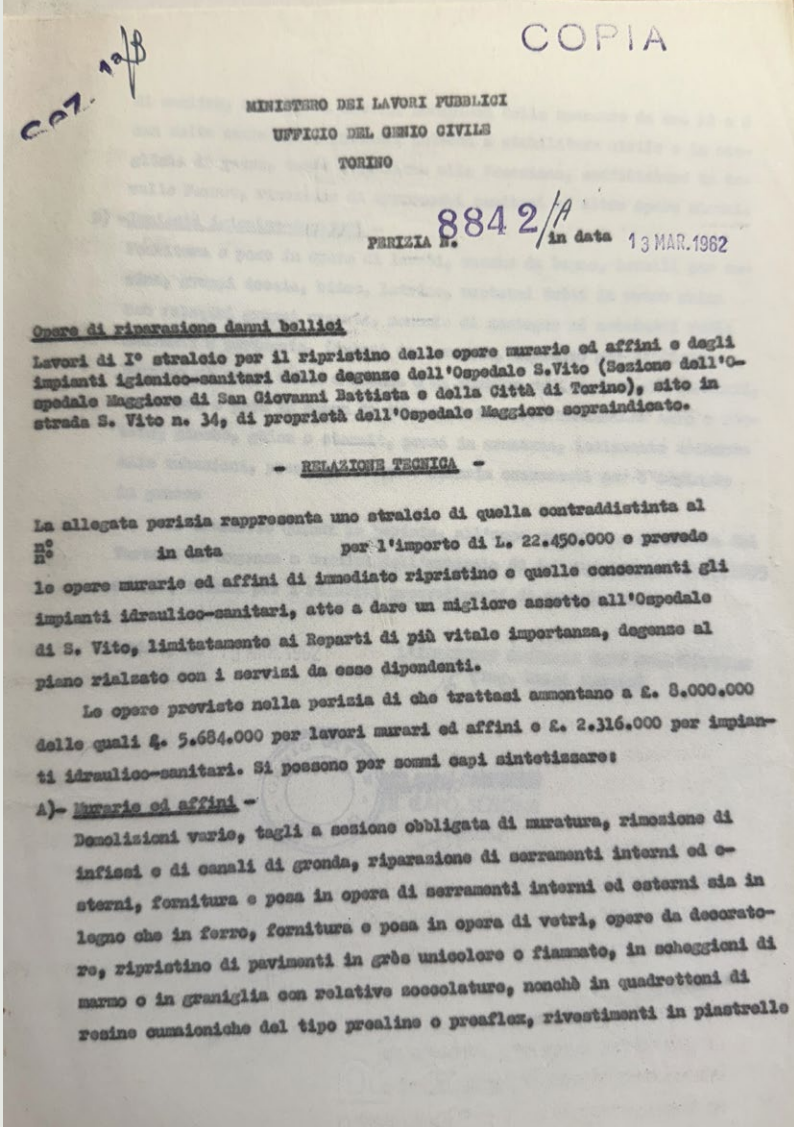 COPIA
COZ. 12/B
MINISTERO DEI LAVORI PUBBLICI
UFFICIO DEL GENIO CIVILE
TORINO
PERIZIA N. 8842/A in data 13 MAR. 1962
Opere di riparazione danni bellici
Lavori di I° stralcio per il ripristino delle opere murarie ed affini e degli
impianti igienico-sanitari delle degenze dell'Ospedale S.Vito (Sezione dell'O-
spedale Maggiore di San Giovanni Battista e della Città di Torino), sito in
strada S. Vito n. 34, di proprietà dell'Ospedale Maggiore sopraindicato.
- RELAZIONE TECNICA -
La allegata perizia rappresenta uno stralcio di quella contraddistinta al
n° in data per l'importo di L. 22.450.000 e prevede
le opere murarie ed affini di immediato ripristino e quelle concernenti gli
impianti idraulico-sanitari, atte a dare un migliore assetto all'Ospedale
di S. Vito, limitatamente ai Reparti di più vitale importanza, degenze al
piano rialzato con i servizi da esse dipendenti.
Le opere previste nella perizia di che trattasi ammontano a £. 8.000.000
delle quali £. 5.684.000 per lavori murari ed affini e £. 2.316.000 per impian-
ti idraulico-sanitari. Si possono per sommi capi sintetizzare:
A)- Murarie ed affini -
Demolizioni varie, tagli a sezione obbligata di muratura, rimozione di
infissi e di canali di gronda, riparazione di serramenti interni ed e-
sterni, fornitura e posa in opera di serramenti interni ed esterni sia in
legno che in ferro, fornitura e posa in opera di vetri, opere da decorato-
re, ripristino di pavimenti in grès unicolore o fiammato, in scheggioni di
marmo o in graniglia con relative zoccolature, nonchè in quadrettoni di
resine cumaioniche del tipo prealino o preaflex, rivestimenti in piastrelle